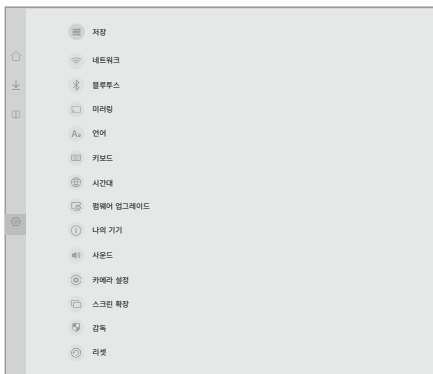 저장
네트워크
블루투스
미러링
Aa 언어
키보드
시간대
펌웨어 업그레이드
나의 기기
사운드
카메라 설정
스크린 확장
감독
리셋